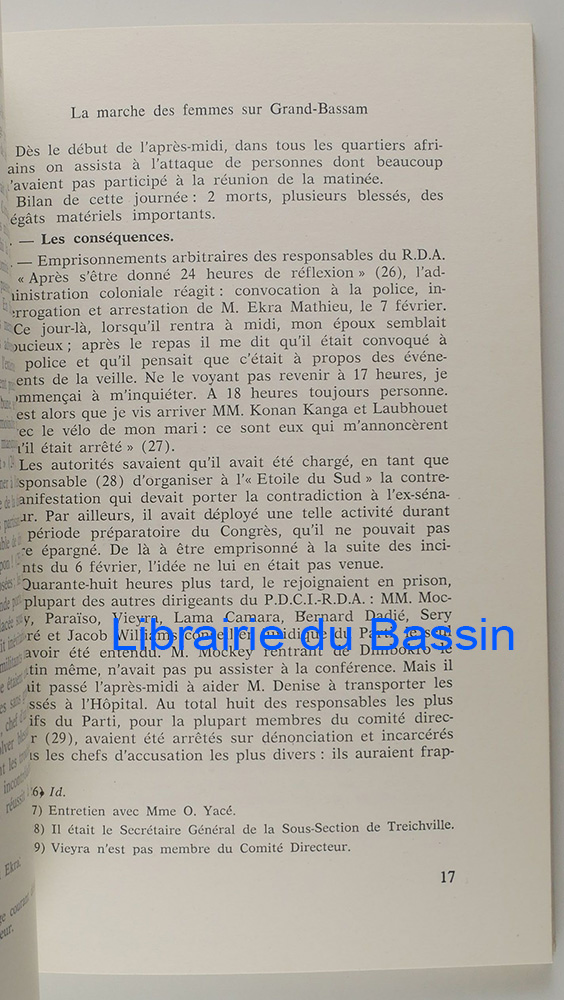 La marche des femmes sur Grand-Bassam
Dès le début de l'après-midi, dans tous les quartiers afri-
ains on assista à l'attaque de personnes dont beaucoup
'avaient pas participé à la réunion de la matinée.
Bilan de cette journée : 2 morts, plusieurs blessés, des
égâts matériels importants.
. — Les conséquences.
— Emprisonnements arbitraires des responsables du R.D.A.
« Après s'être donné 24 heures de réflexion » (26), l'ad-
inistration coloniale réagit : convocation à la police, in-
errogation et arrestation de M. Ekra Mathieu, le 7 février.
Ce jour-là, lorsqu'il rentra à midi, mon époux semblait
oucieux ; après le repas il me dit qu'il était convoqué à
police et qu'il pensait que c'était à propos des événe-
ents de la veille. Ne le voyant pas revenir à 17 heures, je
ommençai à m'inquiéter. A 18 heures toujours personne.
est alors que je vis arriver MM. Konan Kanga et Laubhouet
ec le vélo de mon mari : ce sont eux qui m'annoncèrent
'il était arrêté » (27).
Les autorités savaient qu'il avait été chargé, en tant que
sponsable (28) d'organiser à l'« Etoile du Sud » la contre-
anifestation qui devait porter la contradiction à l'ex-séna-
ur. Par ailleurs, il avait déployé une telle activité durant
période préparatoire du Congrès, qu'il ne pouvait pas
e épargné. De là à être emprisonné à la suite des inci-
nts du 6 février, l'idée ne lui en était pas venue.
Quarante-huit heures plus tard, le rejoignaient en prison,
plupart des autres dirigeants du P.D.C.I.-R.D.A. : MM. Moc-
y, Paraïso, Vieyra, Lama Camara, Bernard Dadié, Sery
ré et Jacob Williams conseiller juridique du Parti, le seul
avoir été entendu. M. Mockey rentrant de Dimbokro le
tin même, n'avait pas pu assister à la conférence. Mais il
it passé l'après-midi à aider M. Denise à transporter les
ssés à l'Hôpital. Au total huit des responsables les plus
ifs du Parti, pour la plupart membres du comité direc-
r (29), avaient été arrêtés sur dénonciation et incarcérés
s les chefs d'accusation les plus divers : ils auraient frap-
6) Id.
7) Entretien avec Mme O. Yacé.
8) Il était le Secrétaire Général de la Sous-Section de Treichville.
9) Vieyra n'est pas membre du Comité Directeur.
17
Librairie du Bassin